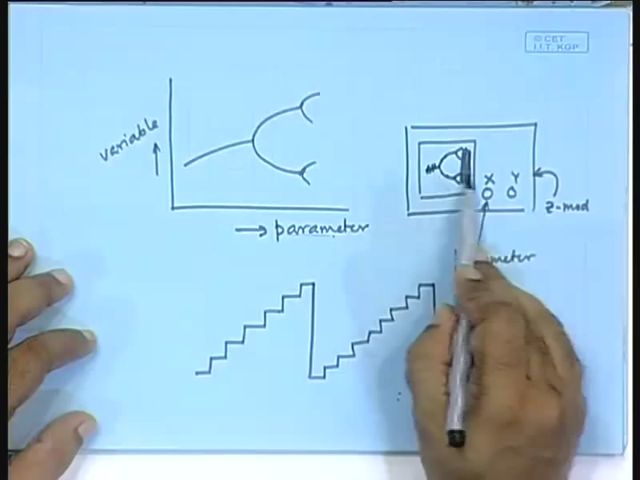 © CET
I.I.T. KGP
variable
parameter
X Y
Z-mod